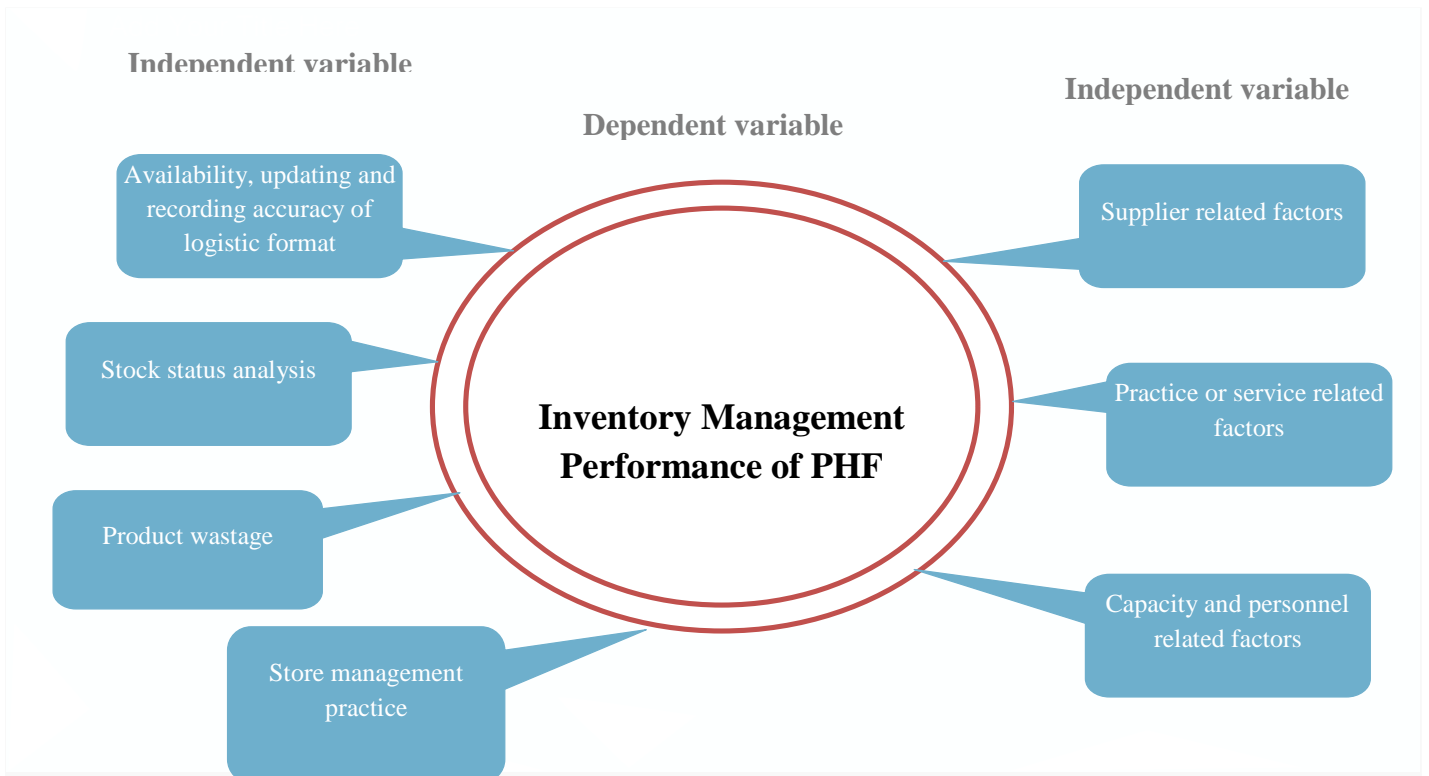 Independent variable
Independent variable
Dependent variable
Availability, updating and
recording accuracy of
logistic format
Supplier related factors
Stock status analysis
Practice or service related
factors
Inventory Management
Performance of PHF
Product wastage
Capacity and personnel
related factors
Store management
practice